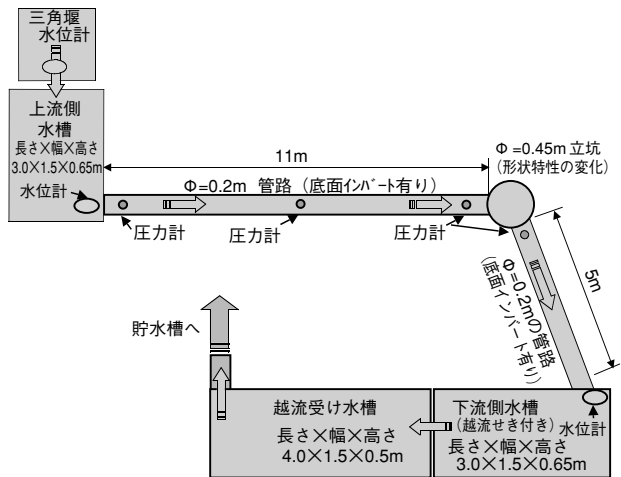 三角堰
水位計
上流側
水槽
長さ×幅×高さ
3.0×1.5×0.65m
水位計
11m
Φ=0.2m 管路（底面インバート有り）
Φ=0.45m 立坑
（形状特性の変化）
圧力計
圧力計
圧力計
Φ=0.2mの管路
（底面インバート有り）
5m
貯水槽へ
越流受け水槽
長さ×幅×高さ
4.0×1.5×0.5m
下流側水槽
（越流せき付き）
水位計
長さ×幅×高さ
3.0×1.5×0.65m